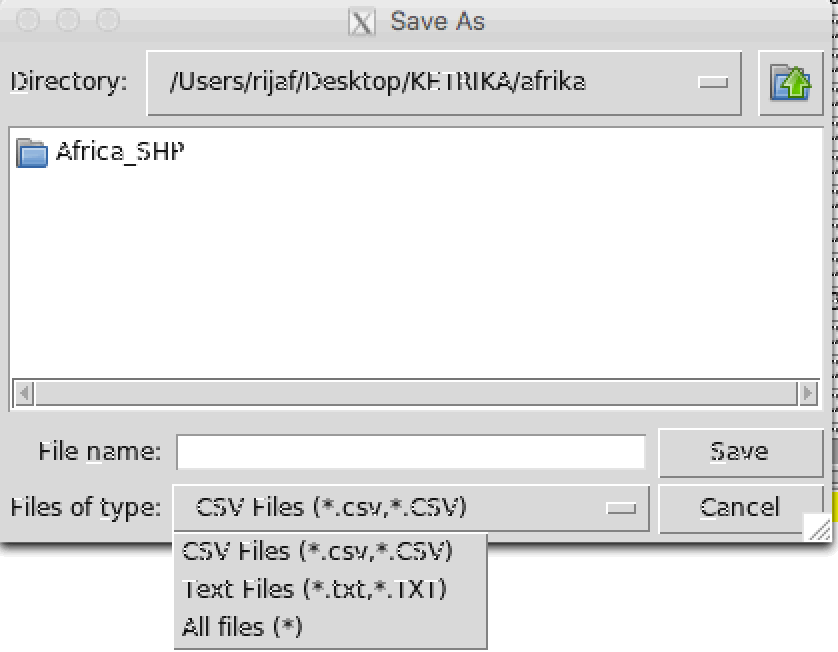 Save As
Directory: /Users/rijaf/Desktop/KETRIKA/afrika
Africa_SHP
File name: Save
Files of type: CSV Files (*.csv,*.CSV) Cancel
CSV Files (*.csv,*.CSV)
Text Files (*.txt,*.TXT)
All files (*)